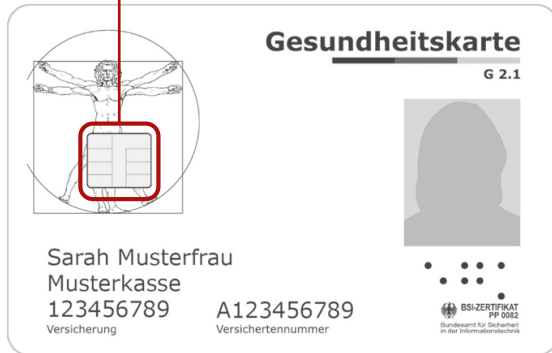 Gesundheitskarte
G 2.1
Sarah Musterfrau
Musterkasse
123456789 A123456789
Versicherung Versichertennummer
BSI-ZERTIFIKAT
PP 0082
Bundesamt für Sicherheit
in der Informationstechnik